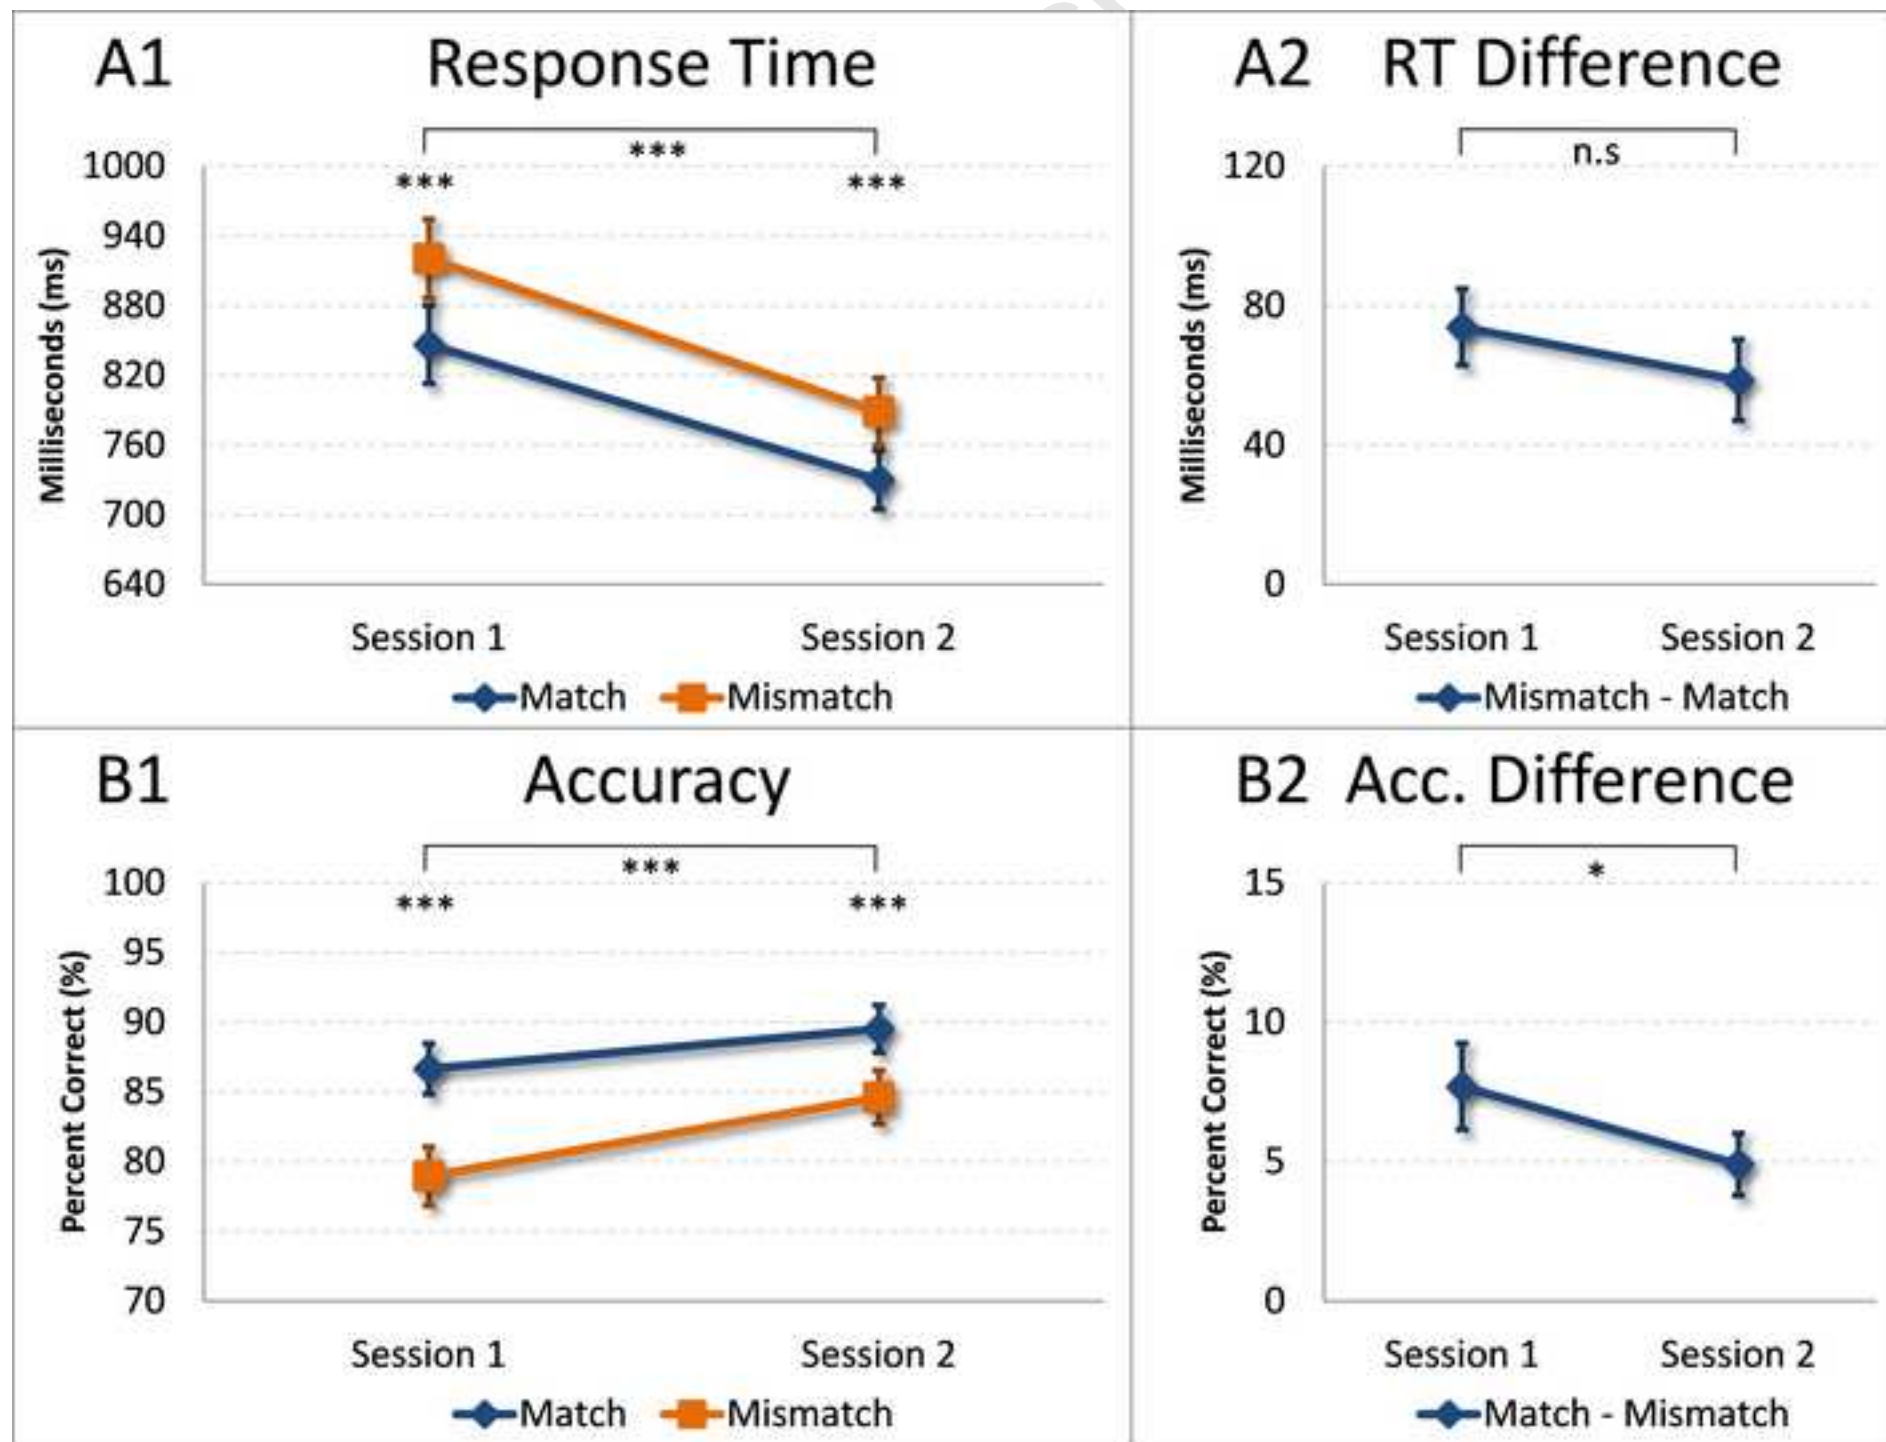 A1 Response Time
***
1000
*** ***
940
880
820
760
700
640
Milliseconds (ms)
Session 1 Session 2
Match Mismatch
A2 RT Difference
n.s
120
80
40
0
Milliseconds (ms)
Session 1 Session 2
Mismatch - Match
B1 Accuracy
***
100
*** ***
95
90
85
80
75
70
Percent Correct (%)
Session 1 Session 2
Match Mismatch
B2 Acc. Difference
*
15
10
5
0
Percent Correct (%)
Session 1 Session 2
Match - Mismatch